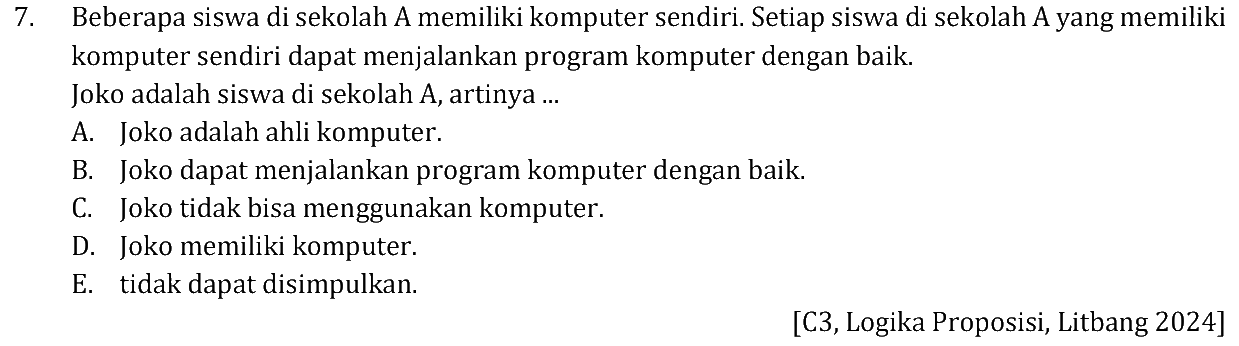 7. Beberapa siswa di sekolah A memiliki komputer sendiri. Setiap siswa di sekolah A yang memiliki
komputer sendiri dapat menjalankan program komputer dengan baik.
Joko adalah siswa di sekolah A, artinya ...
A. Joko adalah ahli komputer.
B. Joko dapat menjalankan program komputer dengan baik.
C. Joko tidak bisa menggunakan komputer.
D. Joko memiliki komputer.
E. tidak dapat disimpulkan.
[C3, Logika Proposisi, Litbang 2024]